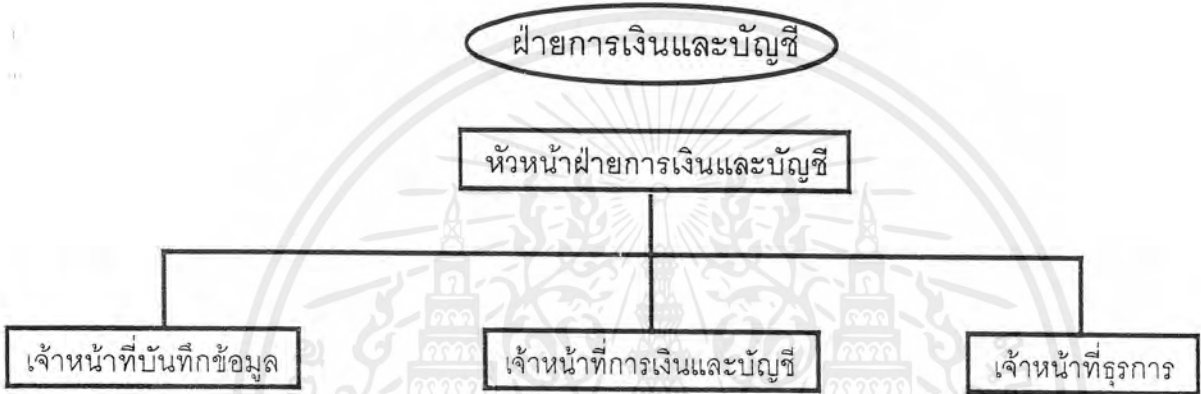 ฝ่ายการเงินและบัญชี
หัวหน้าฝ่ายการเงินและบัญชี
เจ้าหน้าที่บันทึกข้อมูล
เจ้าหน้าที่การเงินและบัญชี
เจ้าหน้าที่ธุรการ